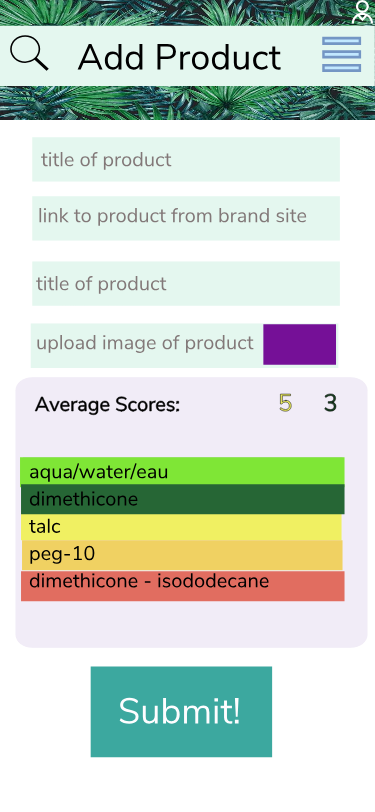 Add Product
title of product
link to product from brand site
title of product
upload image of product
Average Scores: 5 3
aqua/water/eau
dimethicone
talc
peg-10
dimethicone - isododecane
Submit!